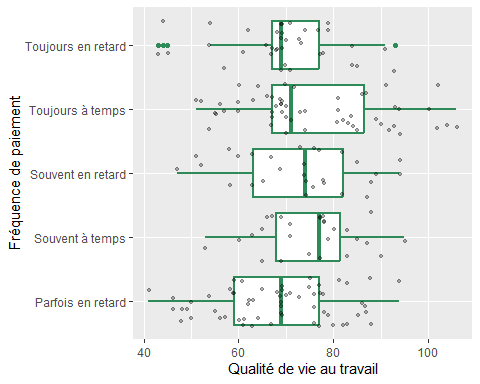 Fréquence de paiement
Toujours en retard
Toujours à temps
Souvent en retard
Souvent à temps
Parfois en retard
40 60 80 100
Qualité de vie au travail